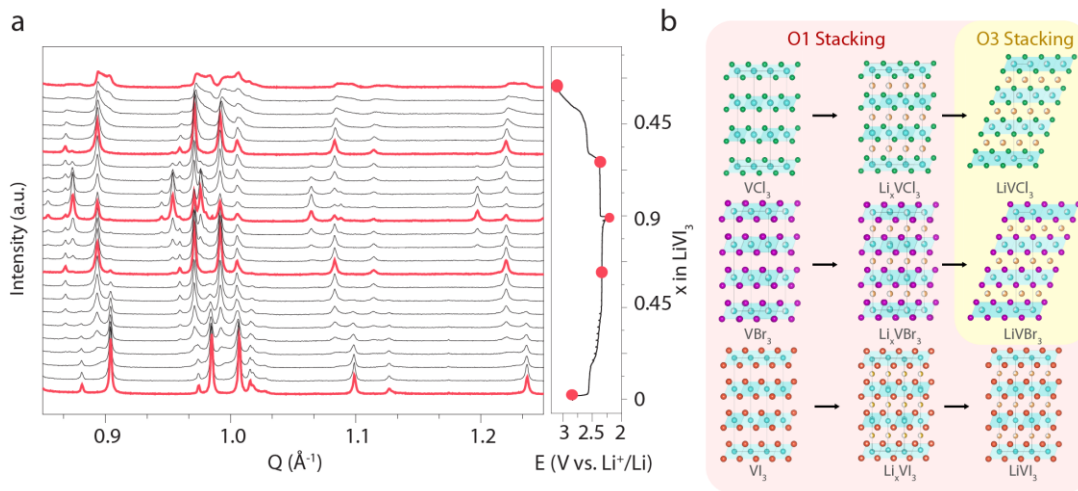 a
Intensity (a.u.)
0.9
1.0
1.1
1.2
Q (Å⁻¹)
0.45
0.9
0.45
0
x in LiVI₃
3
2.5
2
E (V vs. Li⁺/Li)
b
O1 Stacking
O3 Stacking
VCl₃
LiₓVCl₃
LiVCl₃
VBr₃
LiₓVBr₃
LiVBr₃
VI₃
LiₓVI₃
LiVI₃